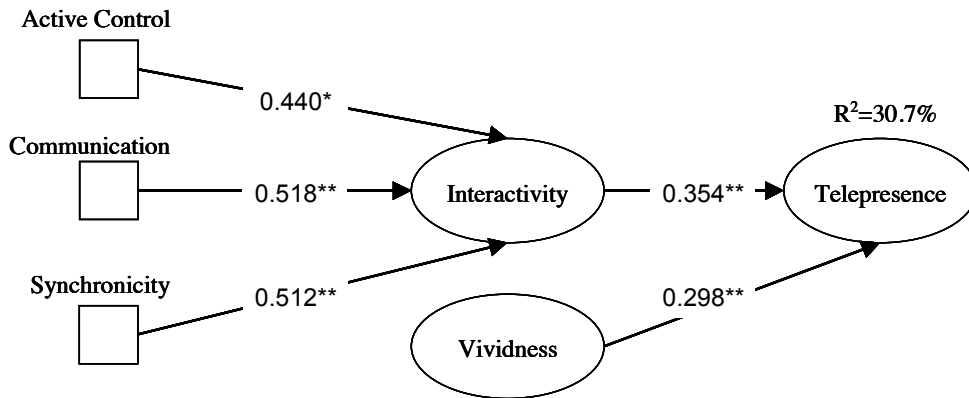 Active Control
0.440*
R²=30.7%
Communication
0.518**
Interactivity
0.354**
Telepresence
Synchronicity
0.512**
0.298**
Vividness